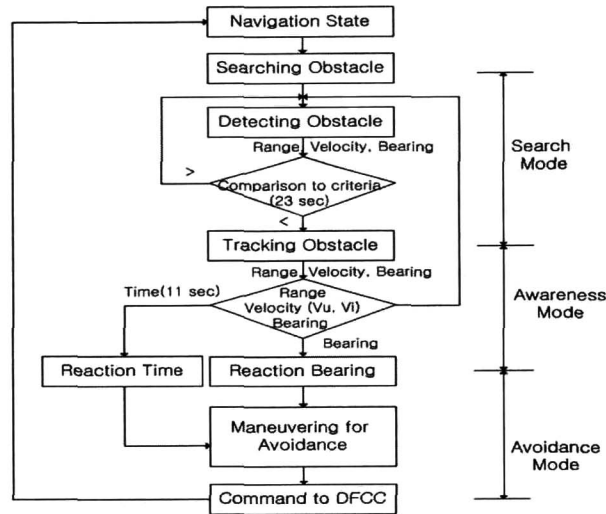 Navigation State
Searching Obstacle
Detecting Obstacle
Range, Velocity, Bearing
>
Comparison to criteria
(23 sec)
<
Search
Mode
Tracking Obstacle
Range, Velocity, Bearing
Time(11 sec)
Range
Velocity (Vu, Vi)
Bearing
Awareness
Mode
Bearing
Reaction Time
Reaction Bearing
Maneuvering for
Avoidance
Avoidance
Mode
Command to DFCC